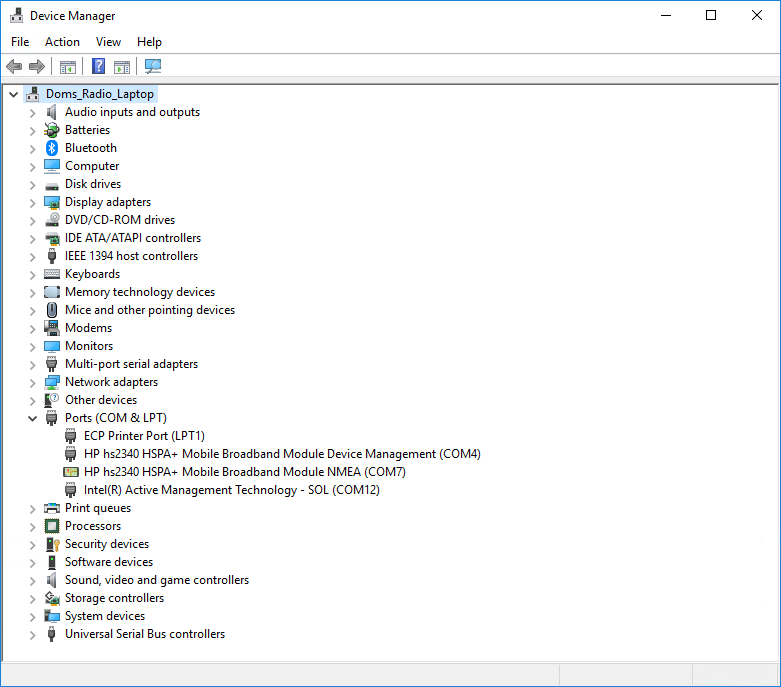 Device Manager
File Action View Help
Doms_Radio_Laptop
Audio inputs and outputs
Batteries
Bluetooth
Computer
Disk drives
Display adapters
DVD/CD-ROM drives
IDE ATA/ATAPI controllers
IEEE 1394 host controllers
Keyboards
Memory technology devices
Mice and other pointing devices
Modems
Monitors
Multi-port serial adapters
Network adapters
Other devices
Ports (COM & LPT)
ECP Printer Port (LPT1)
HP hs2340 HSPA+ Mobile Broadband Module Device Management (COM4)
HP hs2340 HSPA+ Mobile Broadband Module NMEA (COM7)
Intel(R) Active Management Technology - SOL (COM12)
Print queues
Processors
Security devices
Software devices
Sound, video and game controllers
Storage controllers
System devices
Universal Serial Bus controllers